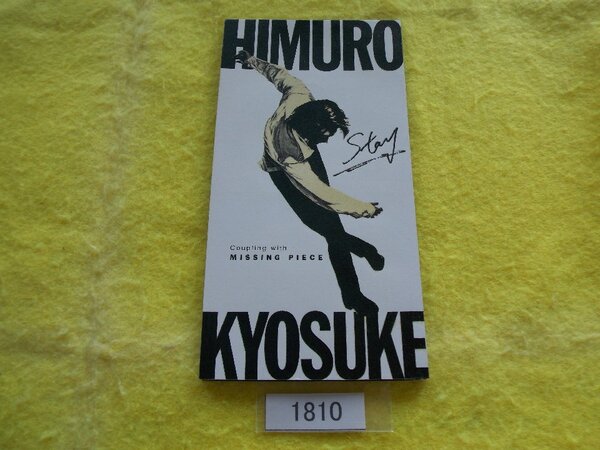 HIMURO
Stay
Coupling with
MISSING PIECE
KYOSUKE
1810